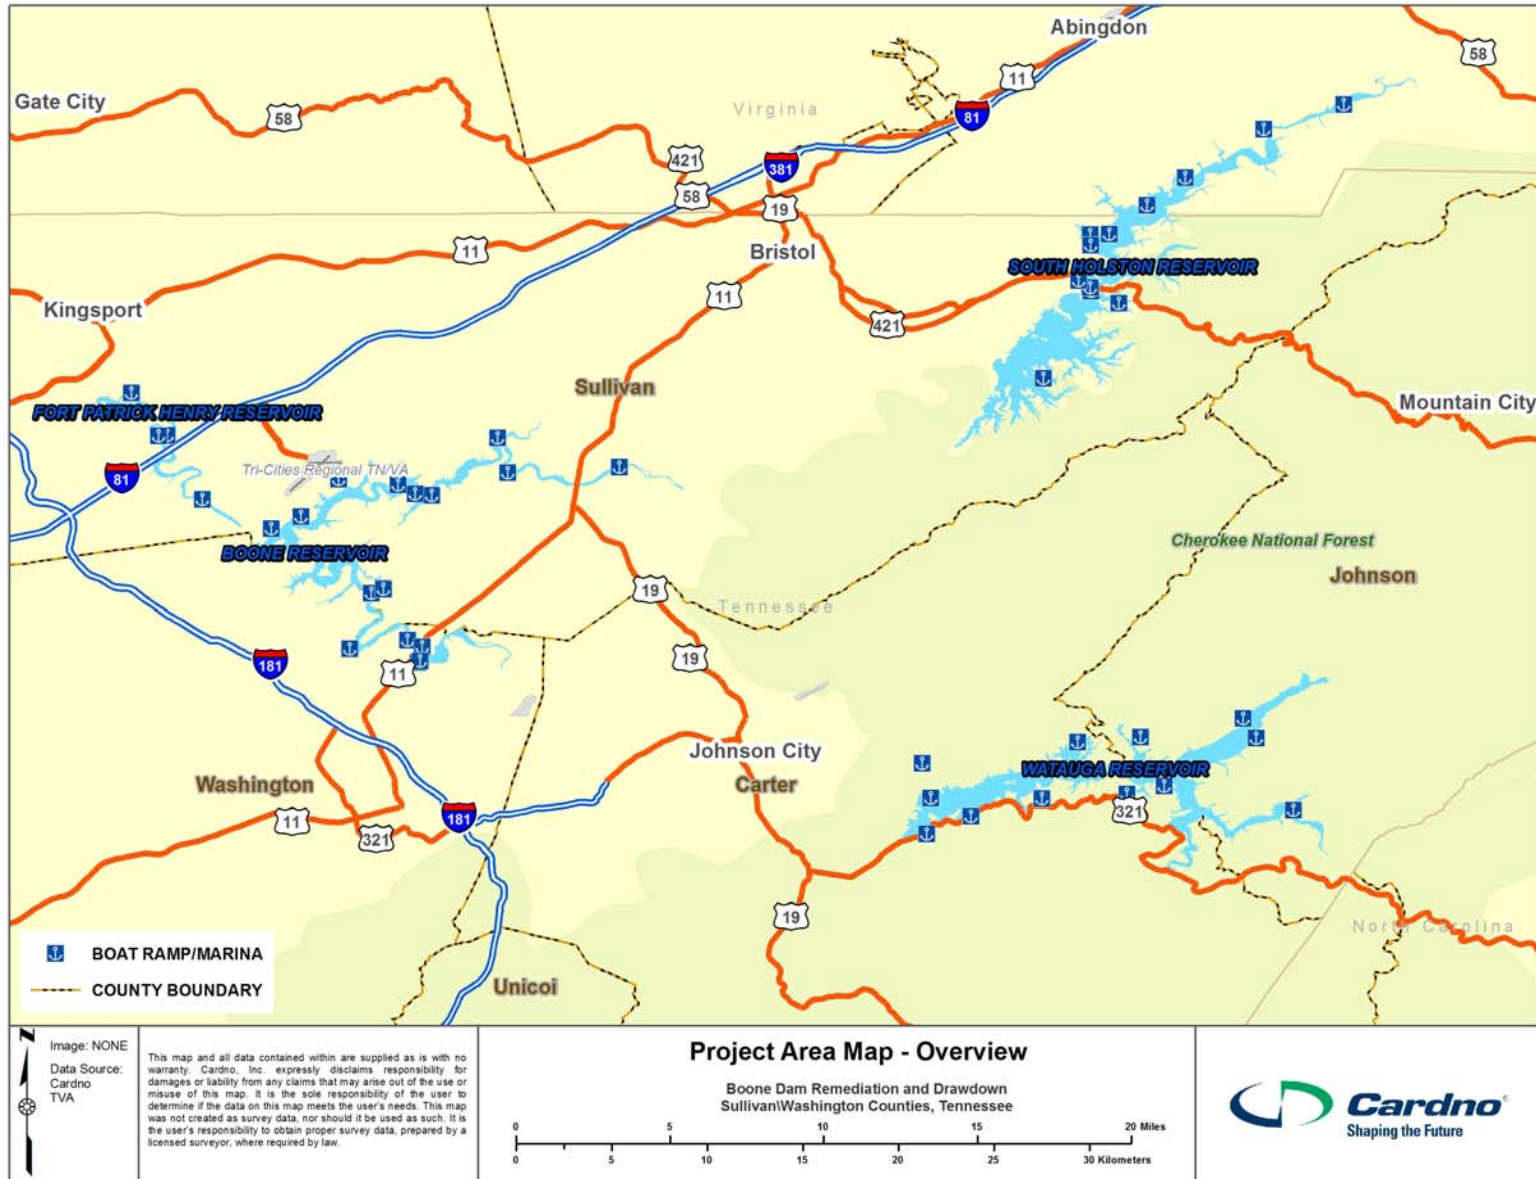 Abingdon
58
11
Gate City
58
Virginia
81
421
381
58
19
11
Bristol
SOUTH HOLSTON RESERVOIR
11
Kingsport
421
Sullivan
Mountain City
FORT PATRICK HENRY RESERVOIR
Tri-Cities Regional TN/VA
81
Cherokee National Forest
BOONE RESERVOIR
Johnson
19
Tennessee
19
181
11
Johnson City
WATAUGA RESERVOIR
Washington
Carter
321
181
11
321
19
North Carolina
BOAT RAMP/MARINA
COUNTY BOUNDARY
Unicoi
N
Image: NONE
Data Source:
Cardno
TVA
This map and all data contained within are supplied as is with no
warranty. Cardno, Inc. expressly disclaims responsibility for
damages or liability from any claims that may arise out of the use or
misuse of this map. It is the sole responsibility of the user to
determine if the data on this map meets the user's needs. This map
was not created as survey data, nor should it be used as such. It is
the user's responsibility to obtain proper survey data, prepared by a
licensed surveyor, where required by law.
Project Area Map - Overview
Boone Dam Remediation and Drawdown
Sullivan\Washington Counties, Tennessee
0 5 10 15 20 Miles
0 5 10 15 20 25 30 Kilometers
Cardno®
Shaping the Future